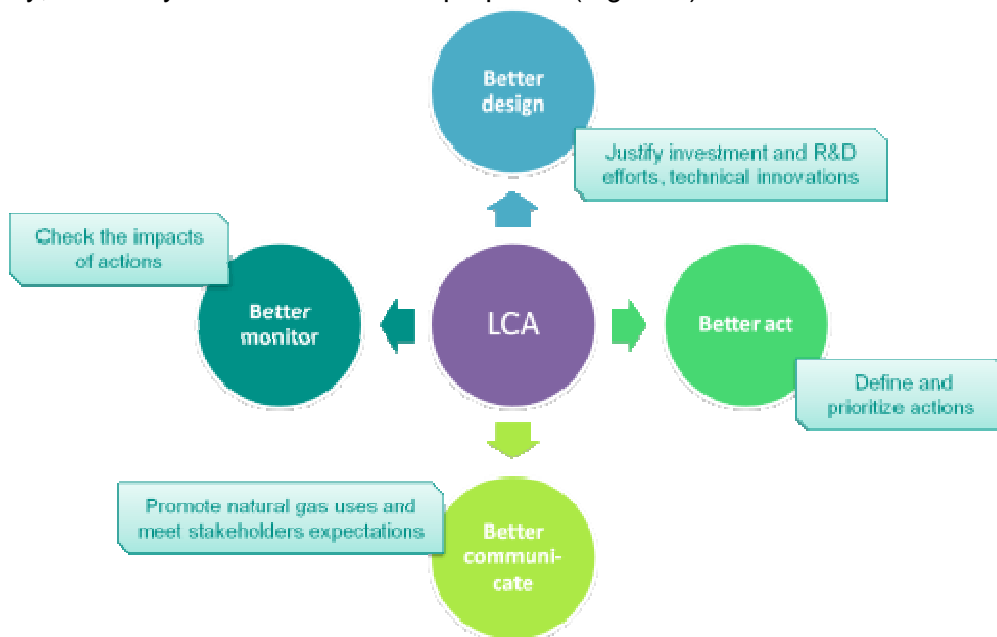 Better
design
Justify investment and R&D
efforts, technical innovations
Check the impacts
of actions
Better
monitor
LCA
Better act
Define and
prioritize actions
Promote natural gas uses and
meet stakeholders expectations
Better
communi-
cate